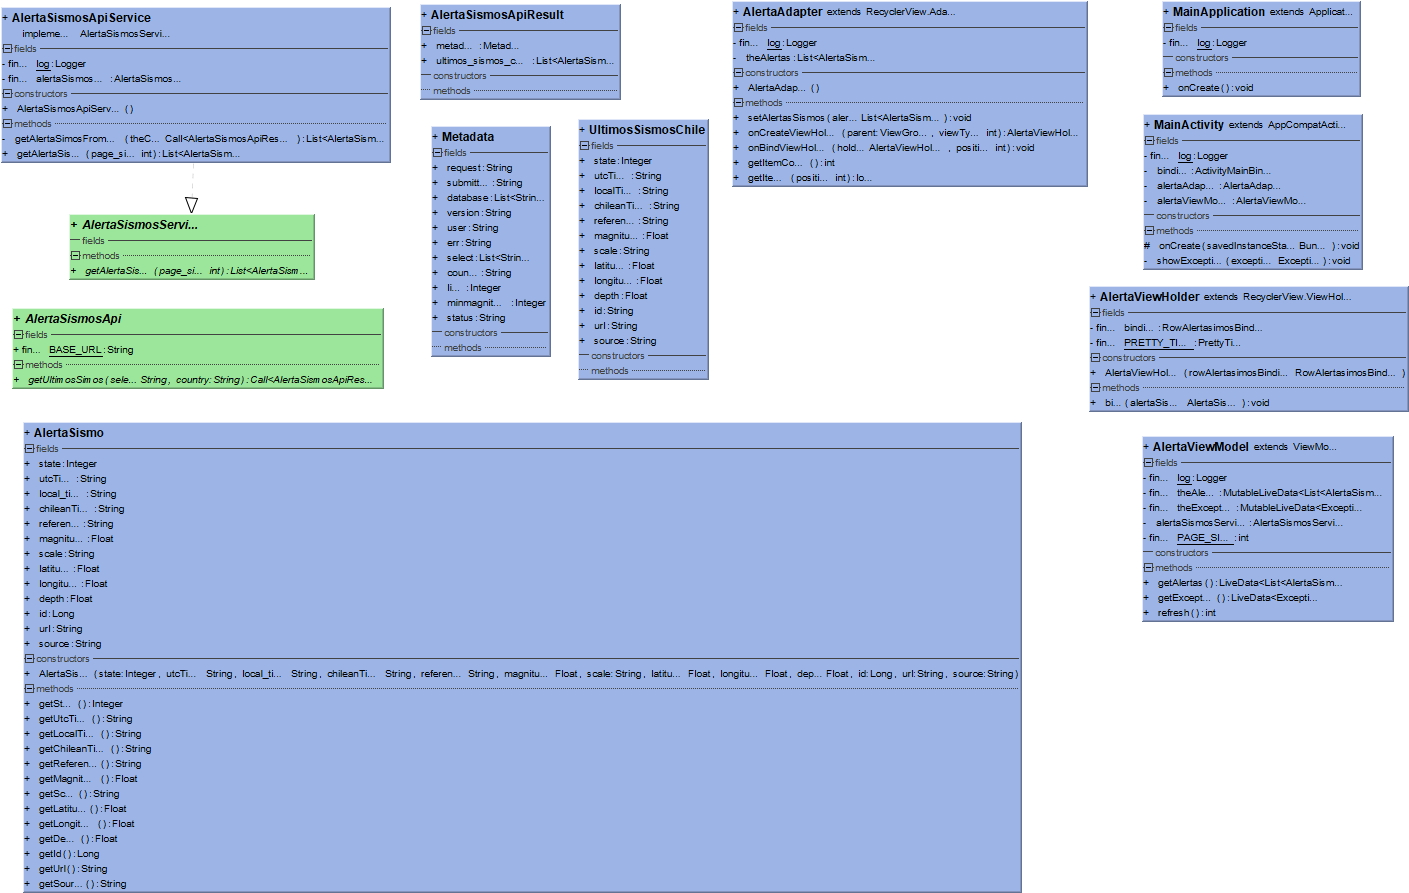 + AlertaSismosApiService
impleme... AlertaSismosServi...
fields
- fin... log:Logger
- fin... alertaSismos... :AlertaSismos...
constructors
+ AlertaSismosApiServ... ()
methods
- getAlertaSimosFrom... (theC... Call<AlertaSismosApiRes... ):List<AlertaSism...
+ getAlertaSis... (page_si... int):List<AlertaSism...
+ AlertaSismosServi...
fields
methods
+ getAlertaSis... (page_si... int):List<AlertaSism...
+ AlertaSismosApi
fields
+ fin... BASE_URL:String
methods
+ getUltimosSimos(sele... String, country:String):Call<AlertaSismosApiRes...
+ AlertaSismosApiResult
fields
+ metad... :Metad...
+ ultimos_sismos_c... :List<AlertaSism...
constructors
methods
+ Metadata
fields
+ request:String
+ submitt... :String
+ database:List<Strin...
+ version:String
+ user:String
+ err:String
+ select:List<Strin...
+ coun... :String
+ li... :Integer
+ minmagnit... :Integer
+ status:String
constructors
methods
+ UltimosSismosChile
fields
+ state:Integer
+ utcTi... :String
+ localTi... :String
+ chileanTi... :String
+ referen... :String
+ magnitu... :Float
+ scale:String
+ latitu... :Float
+ longitu... :Float
+ depth:Float
+ id:String
+ url:String
+ source:String
constructors
methods
+ AlertaAdapter extends RecyclerView.Ada...
fields
- fin... log:Logger
- theAlertas:List<AlertaSism...
constructors
+ AlertaAdap... ()
methods
+ setAlertasSismos(aler... List<AlertaSism... ):void
+ onCreateViewHol... (parent:ViewGro... , viewTy... int):AlertaViewHol...
+ onBindViewHol... (hold... AlertaViewHol... , positi... int):void
+ getItemCo... ():int
+ getIte... (positi... int):lo...
+ MainApplication extends Applicat...
fields
- fin... log:Logger
constructors
methods
+ onCreate():void
+ MainActivity extends AppCompatActi...
fields
- fin... log:Logger
- bindi... :ActivityMainBin...
- alertaAdap... :AlertaAdap...
- alertaViewMo... :AlertaViewMo...
constructors
methods
# onCreate(savedInstanceSta... Bun... ):void
- showExcepti... (excepti... Excepti... ):void
+ AlertaViewHolder extends RecyclerView.ViewHol...
fields
- fin... bindi... :RowAlertasimosBind...
- fin... PRETTY_TI... :PrettyTi...
constructors
+ AlertaViewHol... (rowAlertasimosBindi... RowAlertasimosBind... )
methods
+ bi... (alertaSis... AlertaSis... ):void
+ AlertaViewModel extends ViewMo...
fields
- fin... log:Logger
- fin... theAle... :MutableLiveData<List<AlertaSism...
- fin... theExcept... :MutableLiveData<Excepti...
- alertaSismosServi... :AlertaSismosServi...
- fin... PAGE_SI... :int
constructors
methods
+ getAlertas():LiveData<List<AlertaSism...
+ getExcept... ():LiveData<Excepti...
+ refresh():int
+ AlertaSismo
fields
+ state:Integer
+ utcTi... :String
+ local_ti... :String
+ chileanTi... :String
+ referen... :String
+ magnitu... :Float
+ scale:String
+ latitu... :Float
+ longitu... :Float
+ depth:Float
+ id:Long
+ url:String
+ source:String
constructors
+ AlertaSis... (state:Integer, utcTi... String, local_ti... String, chileanTi... String, referen... String, magnitu... Float, scale:String, latitu... Float, longitu... Float, dep... Float, id:Long, url:String, source:String)
methods
+ getSt... ():Integer
+ getUtcTi... ():String
+ getLocalTi... ():String
+ getChileanTi... ():String
+ getReferen... ():String
+ getMagnit... ():Float
+ getSc... ():String
+ getLatitu... ():Float
+ getLongit... ():Float
+ getDe... ():Float
+ getId():Long
+ getUrl():String
+ getSour... ():String